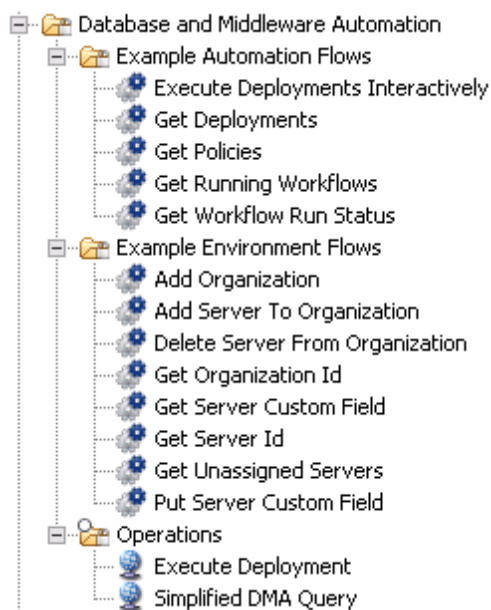 Database and Middleware Automation
Example Automation Flows
Execute Deployments Interactively
Get Deployments
Get Policies
Get Running Workflows
Get Workflow Run Status
Example Environment Flows
Add Organization
Add Server To Organization
Delete Server From Organization
Get Organization Id
Get Server Custom Field
Get Server Id
Get Unassigned Servers
Put Server Custom Field
Operations
Execute Deployment
Simplified DMA Query